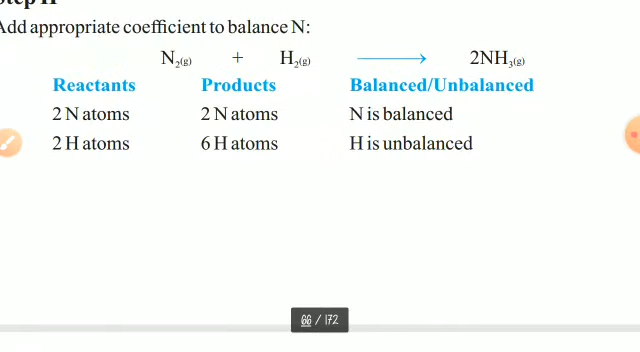 Add appropriate coefficient to balance N:
N2(g) + H2(g) ⟶ 2NH3(g)
Reactants Products Balanced/Unbalanced
2 N atoms 2 N atoms N is balanced
2 H atoms 6 H atoms H is unbalanced
66 / 172